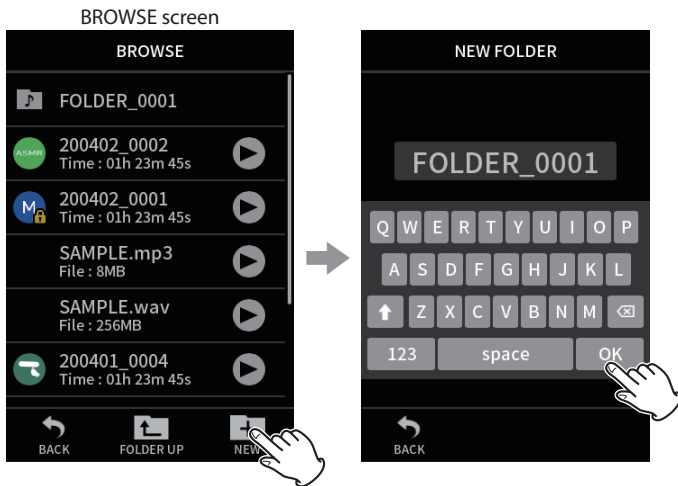 BROWSE screen
BROWSE
FOLDER_0001
ASMR
200402_0002
Time : 01h 23m 45s
M
200402_0001
Time : 01h 23m 45s
SAMPLE.mp3
File : 8MB
SAMPLE.wav
File : 256MB
200401_0004
Time : 01h 23m 45s
BACK
FOLDER UP
NEW
NEW FOLDER
FOLDER_0001
Q W E R T Y U I O P
A S D F G H J K L
Z X C V B N M
123 space OK
BACK